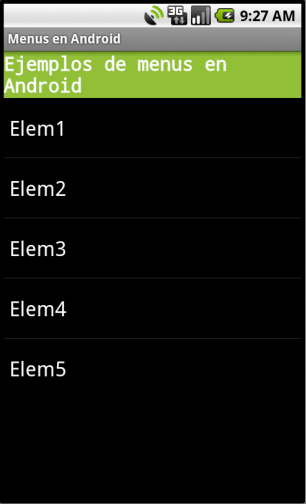 3G 9:27 AM
Menus en Android
Ejemplos de menus en
Android
Elem1
Elem2
Elem3
Elem4
Elem5